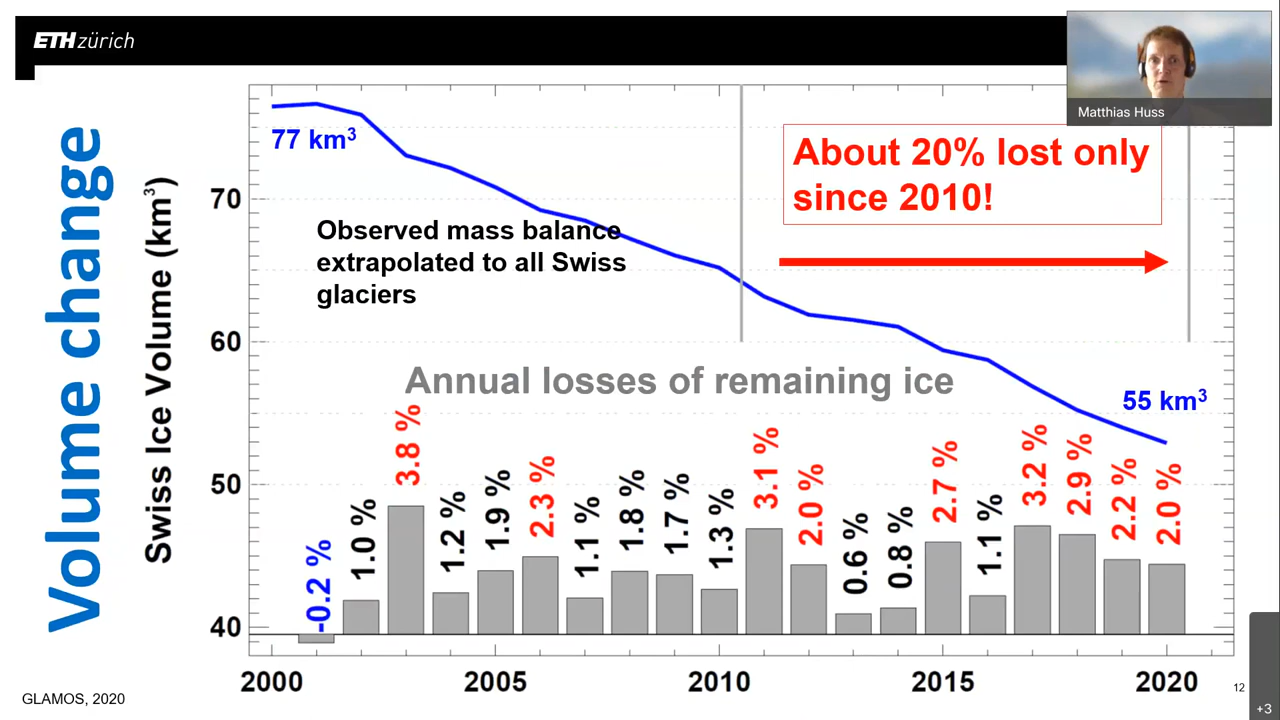 ETH zürich
Matthias Huss
Volume change
Swiss Ice Volume (km³)
77 km³
About 20% lost only
since 2010!
70
Observed mass balance
extrapolated to all Swiss
glaciers
60
Annual losses of remaining ice
55 km³
50
40
-0.2 %
1.0 %
3.8 %
1.2 %
1.9 %
2.3 %
1.1 %
1.8 %
1.7 %
1.3 %
3.1 %
2.0 %
0.6 %
0.8 %
2.7 %
1.1 %
3.2 %
2.9 %
2.2 %
2.0 %
2000
2005
2010
2015
2020
GLAMOS, 2020
12
+3